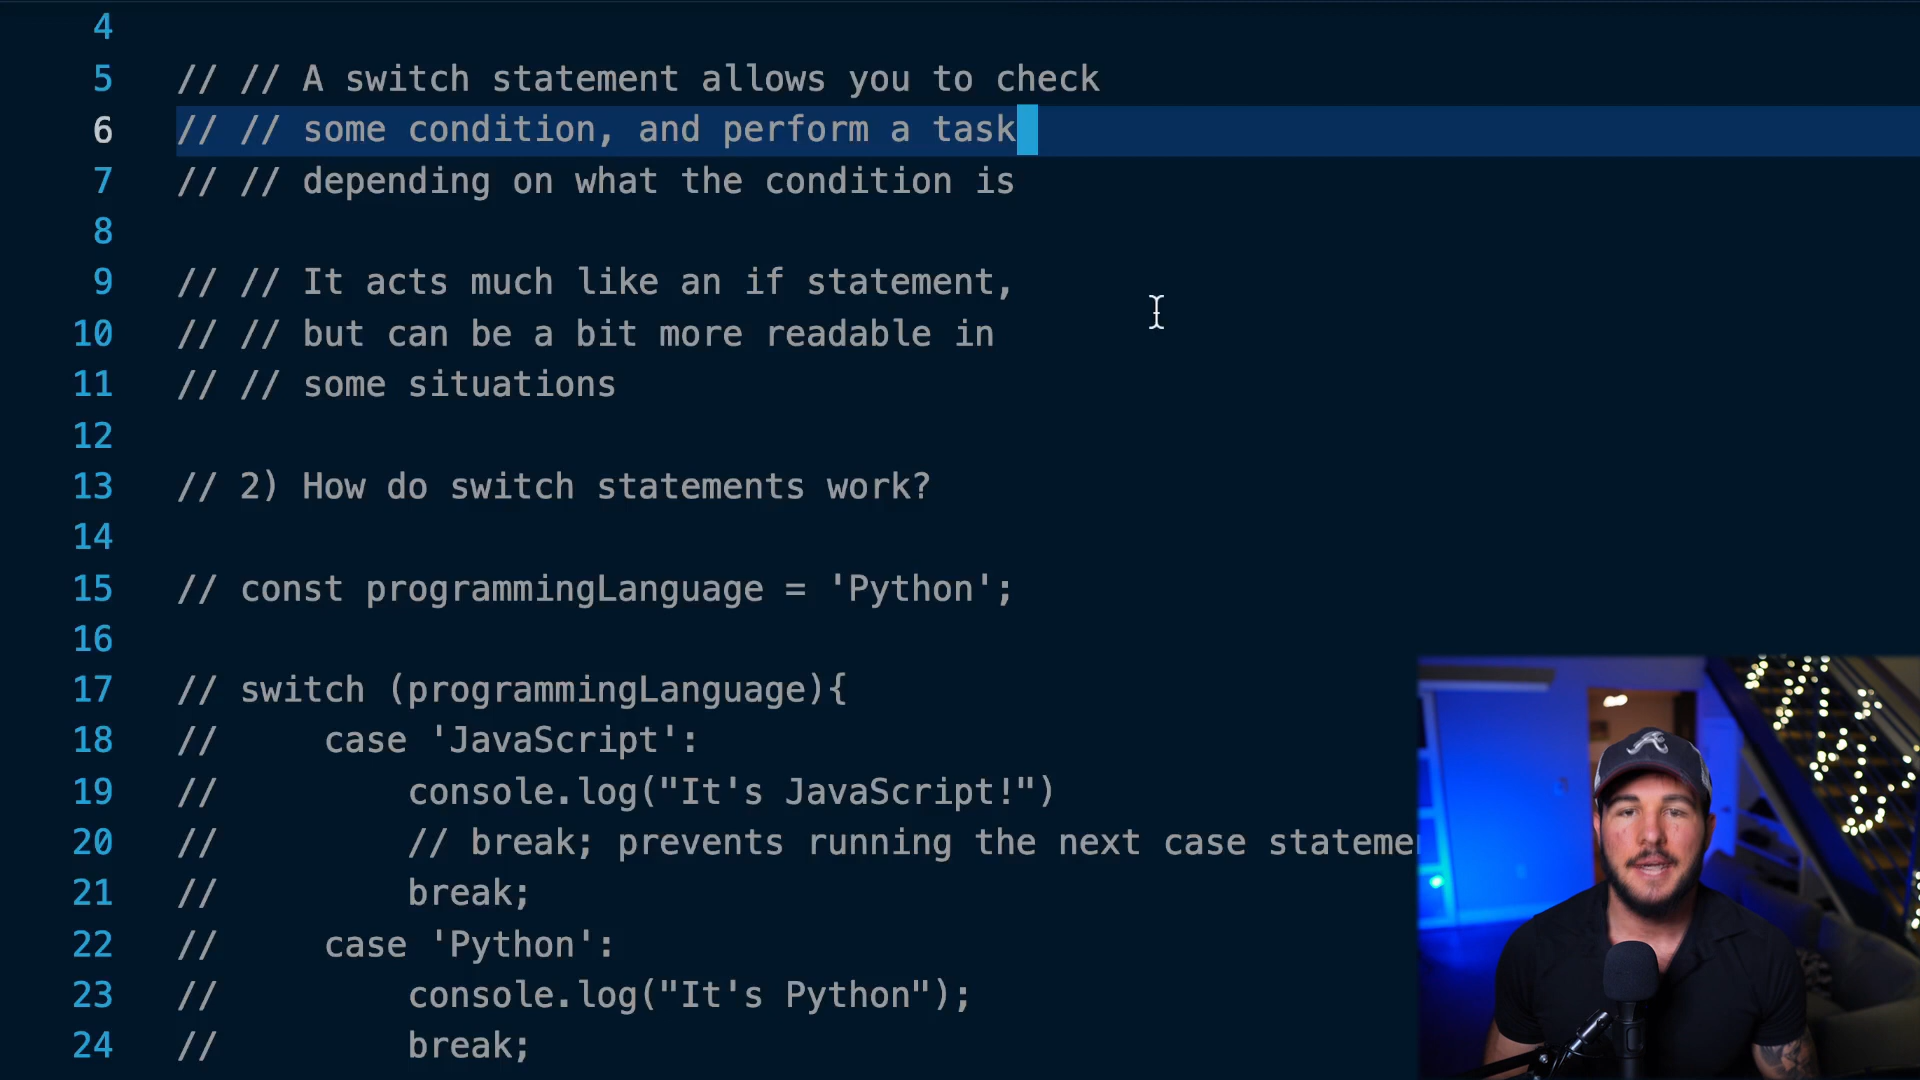 4
5 // // A switch statement allows you to check
6 // // some condition, and perform a task
7 // // depending on what the condition is
8
9 // // It acts much like an if statement,
10 // // but can be a bit more readable in
11 // // some situations
12
13 // 2) How do switch statements work?
14
15 // const programmingLanguage = 'Python';
16
17 // switch (programmingLanguage){
18 //     case 'JavaScript':
19 //         console.log("It's JavaScript!")
20 //         // break; prevents running the next case stateme
21 //         break;
22 //     case 'Python':
23 //         console.log("It's Python");
24 //         break;
A